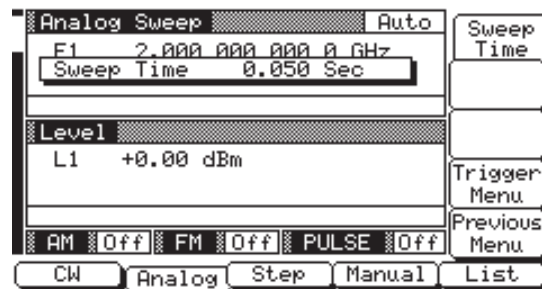 Analog Sweep Auto
F1 2.000 000 000 0 GHz
Sweep Time 0.050 Sec
Level
L1 +0.00 dBm
AM Off FM Off PULSE Off
Sweep Time
Trigger Menu
Previous Menu
CW Analog Step Manual List